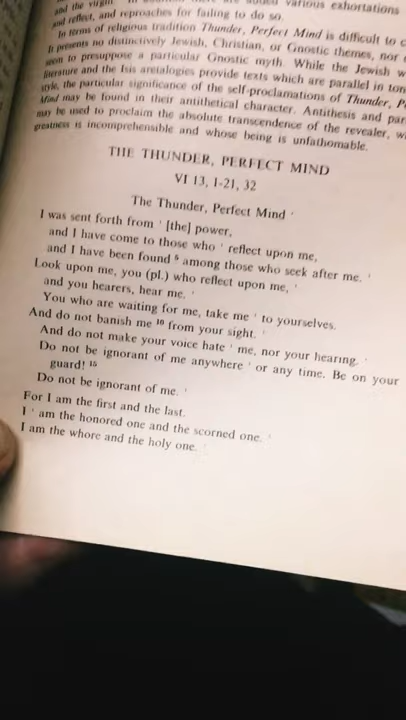 and the virgin. In addition there are added various exhortations
and reflect, and reproaches for failing to do so.
In terms of religious tradition Thunder, Perfect Mind is difficult to
It presents no distinctively Jewish, Christian, or Gnostic themes, nor
seem to presuppose a particular Gnostic myth. While the Jewish
literature and the Isis aretalogies provide texts which are parallel in
style, the particular significance of the self-proclamations of Thunder,
Mind may be found in their antithetical character. Antithesis and
may be used to proclaim the absolute transcendence of the revealer,
greatness is incomprehensible and whose being is unfathomable.
THE THUNDER, PERFECT MIND
VI 13, 1-21, 32
The Thunder, Perfect Mind '
I was sent forth from ' [the] power,
and I have come to those who ' reflect upon me,
and I have been found 5 among those who seek after me. '
Look upon me, you (pl.) who reflect upon me, '
and you hearers, hear me. '
You who are waiting for me, take me ' to yourselves.
And do not banish me 10 from your sight. '
And do not make your voice hate ' me, nor your hearing. '
Do not be ignorant of me anywhere ' or any time. Be on your
guard! 15
Do not be ignorant of me. '
For I am the first and the last.
I ' am the honored one and the scorned one. '
I am the whore and the holy one. '